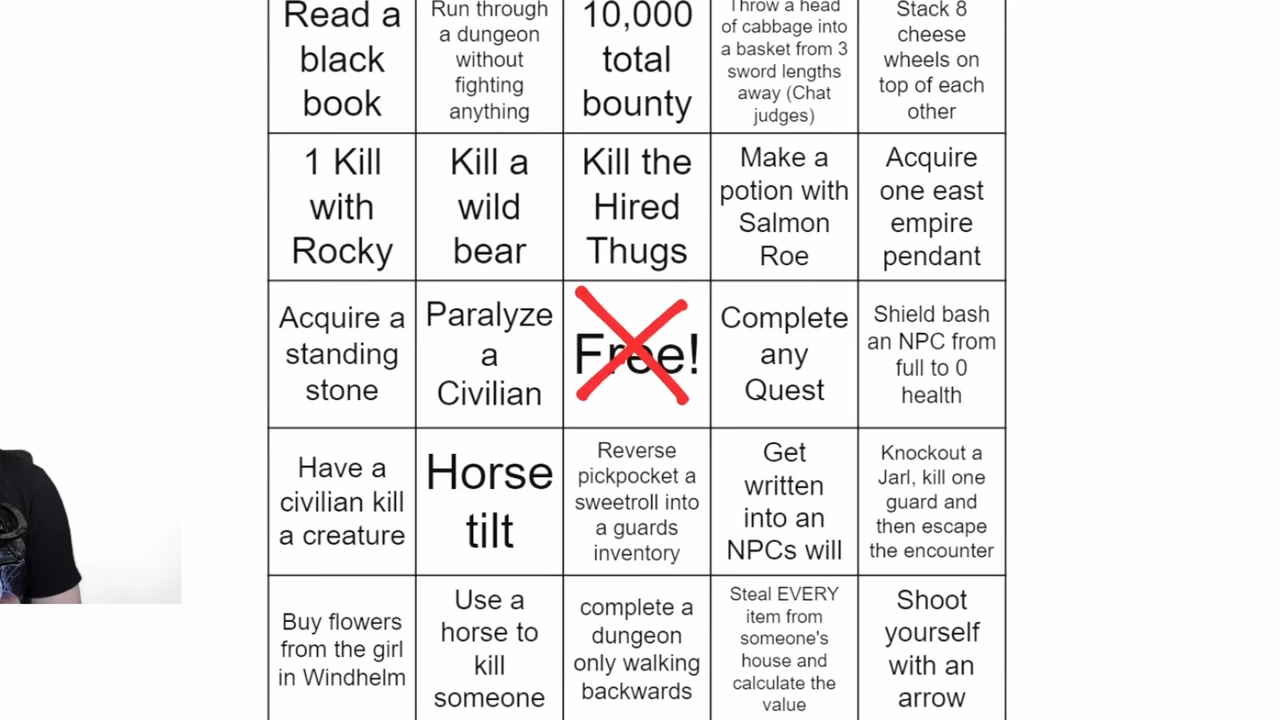 Read a
black
book
Run through
a dungeon
without
fighting
anything
10,000
total
bounty
Throw a head
of cabbage into
a basket from 3
sword lengths
away (Chat
judges)
Stack 8
cheese
wheels on
top of each
other
1 Kill
with
Rocky
Kill a
wild
bear
Kill the
Hired
Thugs
Make a
potion with
Salmon
Roe
Acquire
one east
empire
pendant
Acquire a
standing
stone
Paralyze
a
Civilian
Free!
Complete
any
Quest
Shield bash
an NPC from
full to 0
health
Have a
civilian kill
a creature
Horse
tilt
Reverse
pickpocket a
sweetroll into
a guards
inventory
Get
written
into an
NPCs will
Knockout a
Jarl, kill one
guard and
then escape
the encounter
Buy flowers
from the girl
in Windhelm
Use a
horse to
kill
someone
complete a
dungeon
only walking
backwards
Steal EVERY
item from
someone's
house and
calculate the
value
Shoot
yourself
with an
arrow